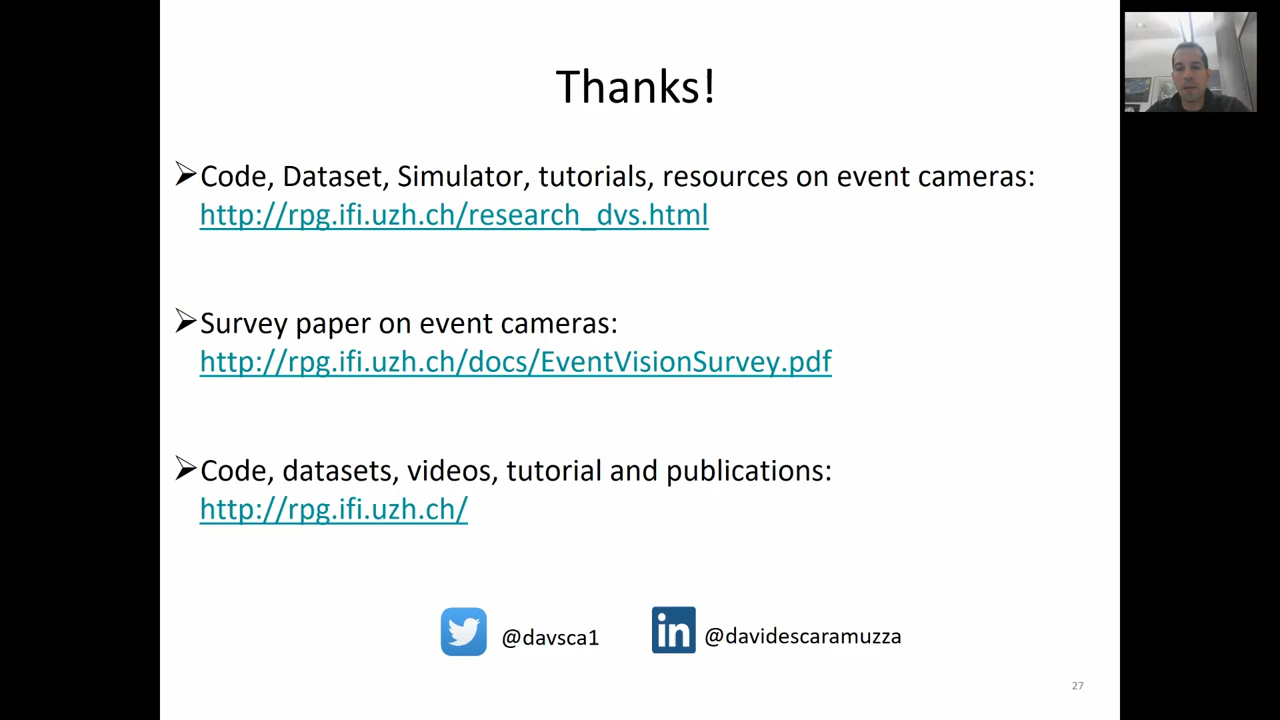 Thanks!
Code, Dataset, Simulator, tutorials, resources on event cameras:
http://rpg.ifi.uzh.ch/research_dvs.html
Survey paper on event cameras:
http://rpg.ifi.uzh.ch/docs/EventVisionSurvey.pdf
Code, datasets, videos, tutorial and publications:
http://rpg.ifi.uzh.ch/
@davsca1
in @davidescaramuzza
27